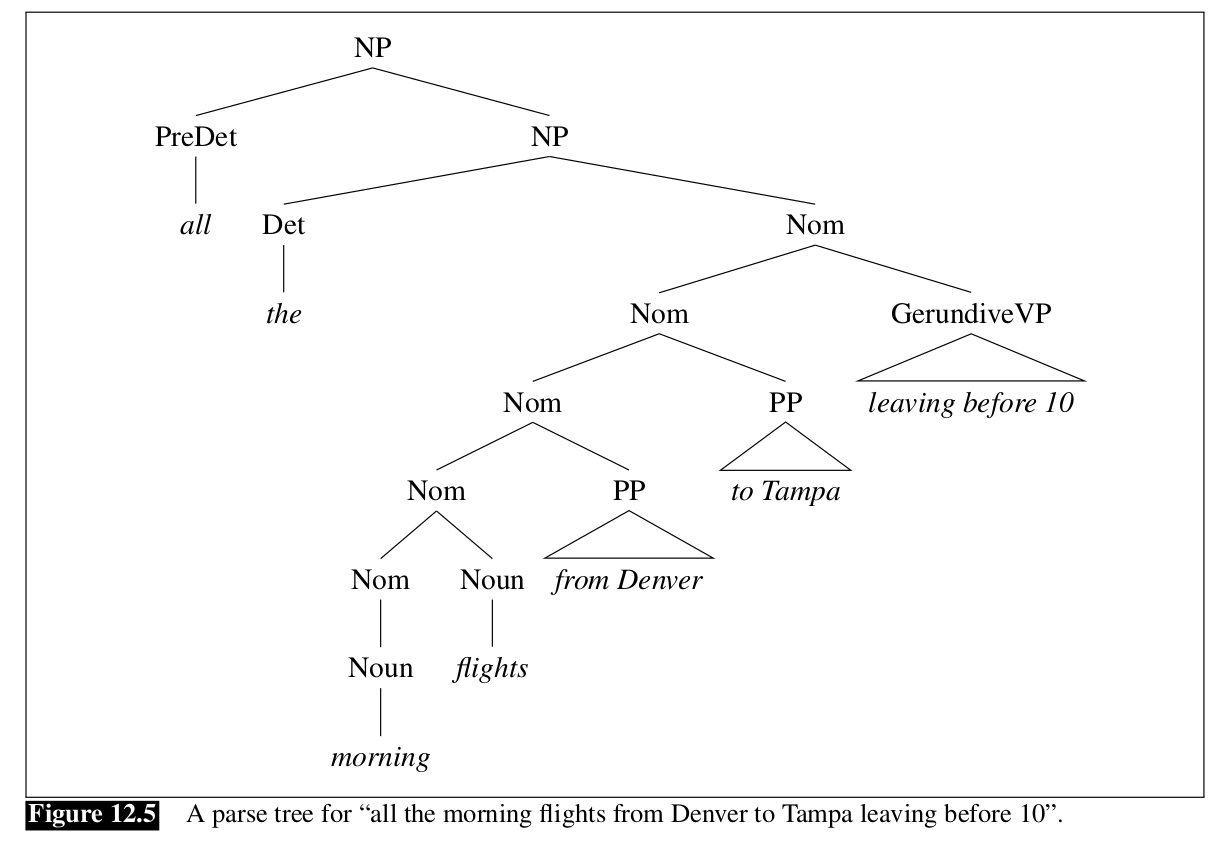 NP
PreDet NP
all Det Nom
the Nom GerundiveVP
Nom PP leaving before 10
Nom PP to Tampa
Nom Noun from Denver
Noun flights
morning
Figure 12.5 A parse tree for “all the morning flights from Denver to Tampa leaving before 10”.